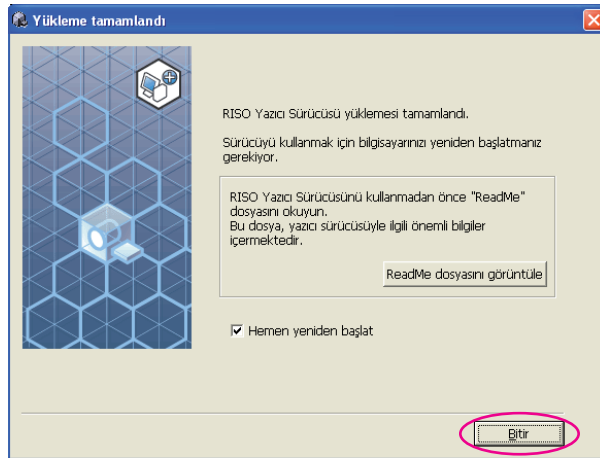 Yükleme tamamlandı
RISO Yazıcı Sürücüsü yüklemesi tamamlandı.
Sürücüyü kullanmak için bilgisayarınızı yeniden başlatmanız
gerekiyor.
RISO Yazıcı Sürücüsünü kullanmadan önce "ReadMe"
dosyasını okuyun.
Bu dosya, yazıcı sürücüsüyle ilgili önemli bilgiler
içermektedir.
ReadMe dosyasını görüntüle
Hemen yeniden başlat
Bitir